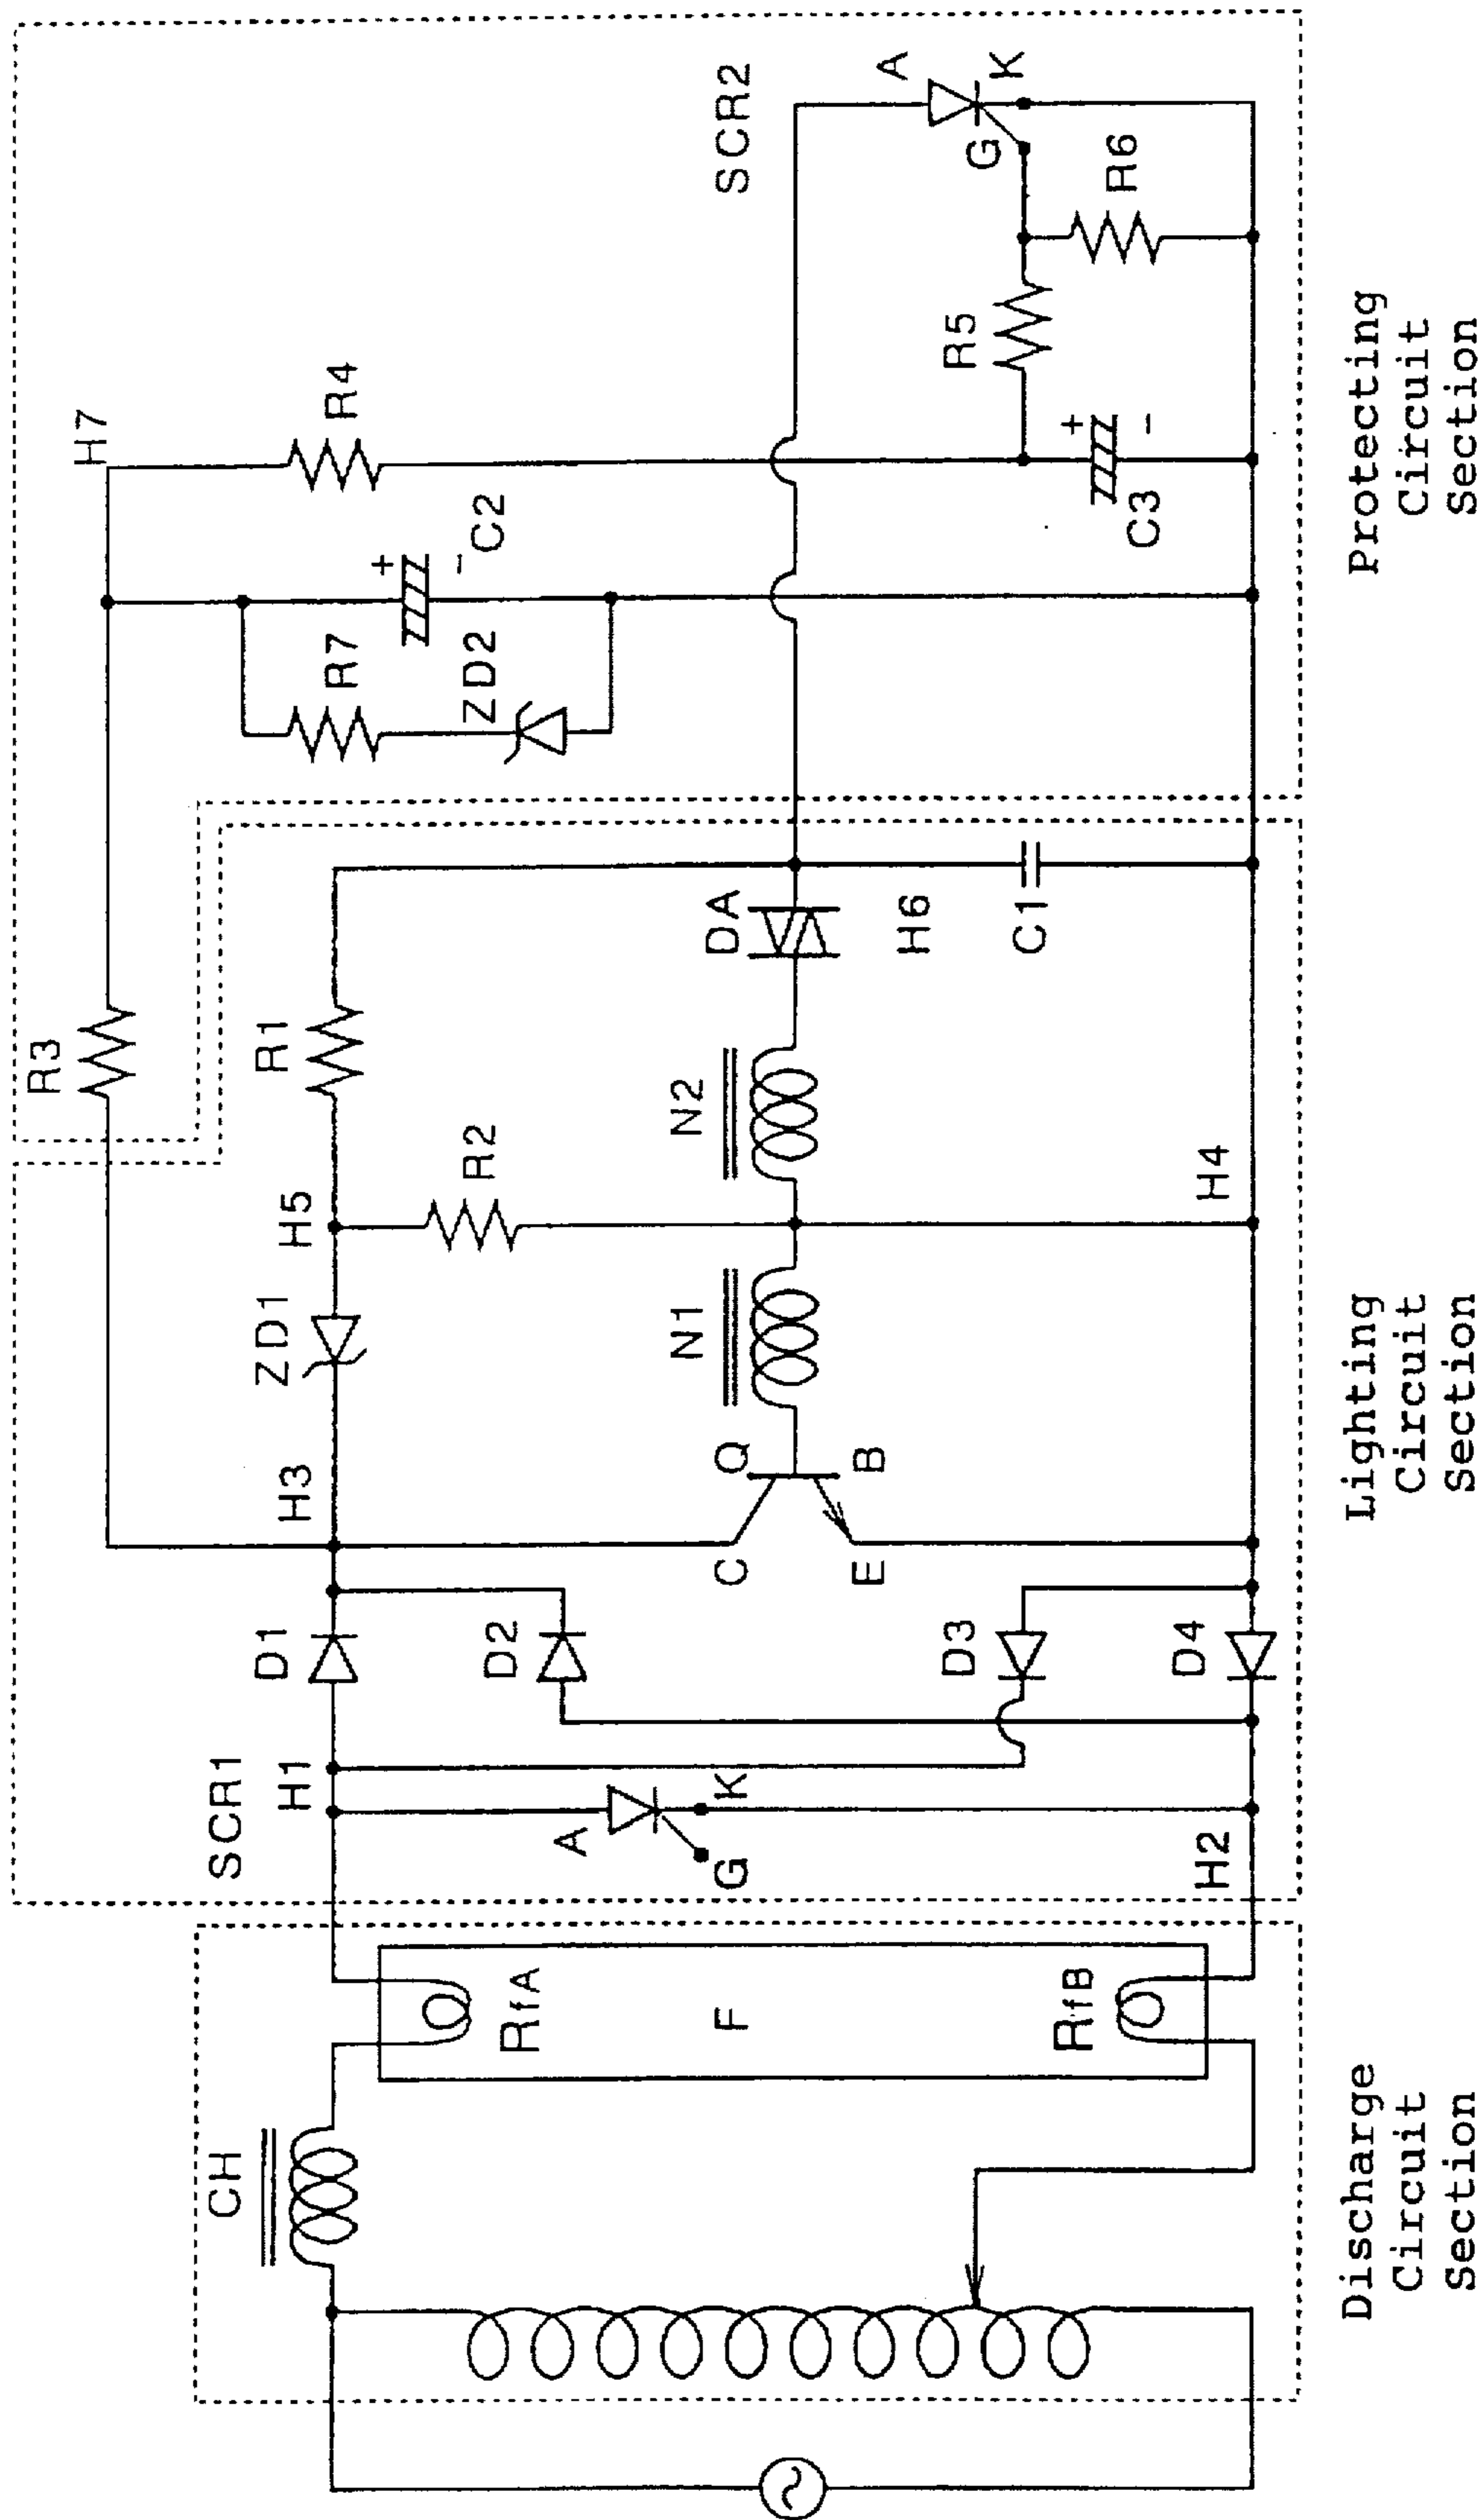 R3
H7
R4
+
-
C2
R7
ZD2
SCR2
A
K
G
R5
R6
+
-
C3
SCR1
H1
D1
H3
ZD1
H5
R1
D2
R2
A
K
G
H2
D3
D4
C
Q
E
B
N1
N2
DA
H6
C1
H4
CH
RfA
F
RfB
Discharge
Circuit
Section
Lighting
Circuit
Section
Protecting
Circuit
Section